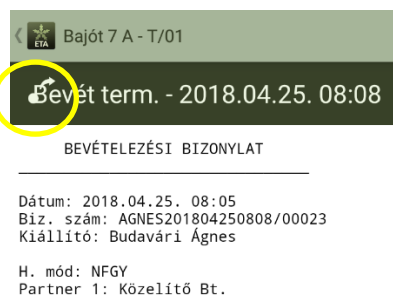 ETA
Bajót 7 A - T/01
Bevét term. - 2018.04.25. 08:08
BEVÉTELEZÉSI BIZONYLAT
Dátum: 2018.04.25. 08:05
Biz. szám: AGNES201804250808/00023
Kiállító: Budavári Ágnes
H. mód: NFGY
Partner 1: Közelítő Bt.